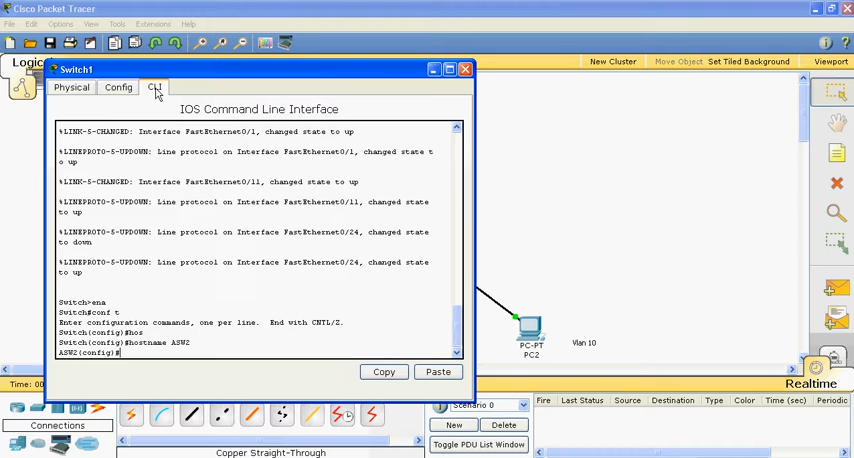 Cisco Packet Tracer
File Edit Options View Tools Extensions Help
Logic
New Cluster Move Object Set Tiled Background Viewport
Switch1
Physical Config CLI
IOS Command Line Interface
%LINK-5-CHANGED: Interface FastEthernet0/1, changed state to up
%LINEPROTO-5-UPDOWN: Line protocol on Interface FastEthernet0/1, changed state t
o up
%LINK-5-CHANGED: Interface FastEthernet0/11, changed state to up
%LINEPROTO-5-UPDOWN: Line protocol on Interface FastEthernet0/11, changed state
to up
%LINEPROTO-5-UPDOWN: Line protocol on Interface FastEthernet0/24, changed state
to down
%LINEPROTO-5-UPDOWN: Line protocol on Interface FastEthernet0/24, changed state
to up
Switch>ena
Switch#conf t
Enter configuration commands, one per line. End with CNTL/Z.
Switch(config)#hos
Switch(config)#hostname ASW2
ASW2(config)#
Copy Paste
PC-PT
PC2
Vlan 10
Time: 00:
Realtime
Connections
Scenario 0
New Delete
Toggle PDU List Window
Fire Last Status Source Destination Type Color Time (sec) Periodic
Copper Straight-Through